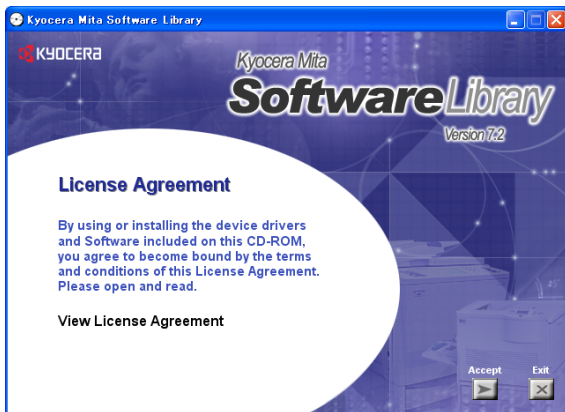 Kyocera Mita Software Library
KYOCERA
Kyocera Mita
Software Library
Version 7.2
License Agreement
By using or installing the device drivers
and Software included on this CD-ROM,
you agree to become bound by the terms
and conditions of this License Agreement.
Please open and read.
View License Agreement
Accept Exit